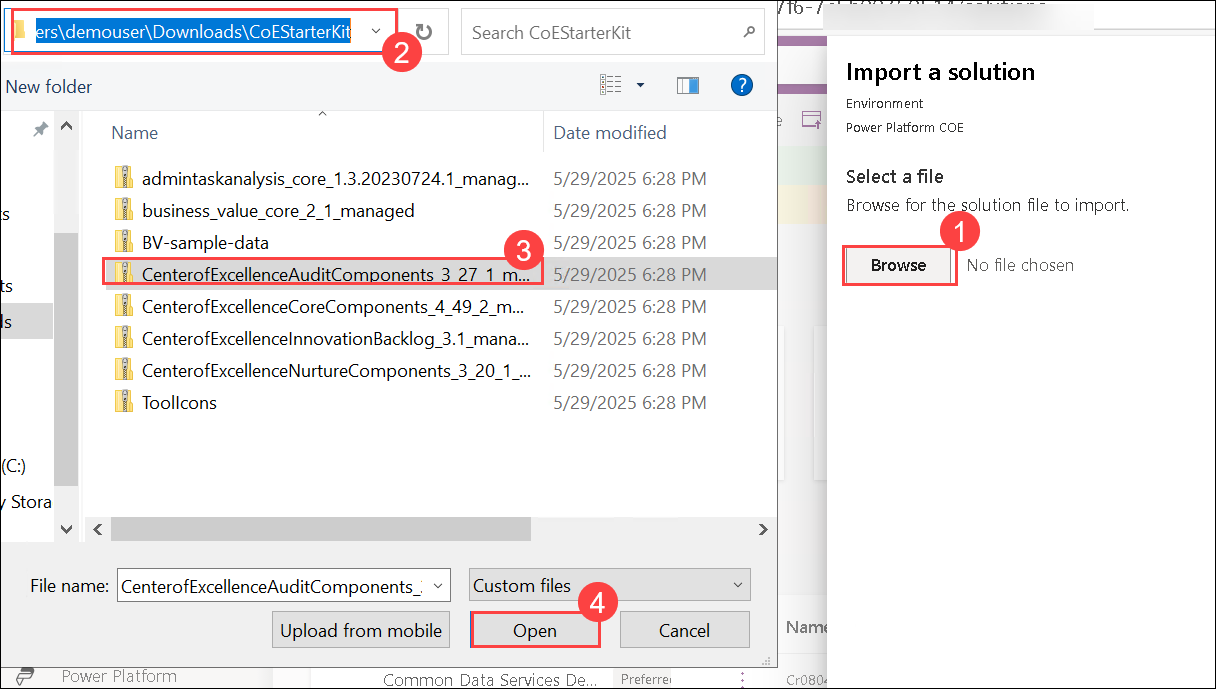 ers\demouser\Downloads\CoEStarterKit
2
Search CoEStarterKit
New folder
Name
Date modified
admintaskanalysis_core_1.3.20230724.1_manag... 5/29/2025 6:28 PM
business_value_core_2_1_managed 5/29/2025 6:28 PM
BV-sample-data 5/29/2025 6:28 PM
3
CenterofExcellenceAuditComponents_3_27_1_m... 5/29/2025 6:28 PM
CenterofExcellenceCoreComponents_4_49_2_m... 5/29/2025 6:28 PM
CenterofExcellenceInnovationBacklog_3.1_mana... 5/29/2025 6:28 PM
CenterofExcellenceNurtureComponents_3_20_1_... 5/29/2025 6:28 PM
ToolIcons 5/29/2025 6:28 PM
(C:)
y Stora
File name:
CenterofExcellenceAuditComponents_
Custom files
4
Upload from mobile
Open
Cancel
Import a solution
Environment
Power Platform COE
Select a file
Browse for the solution file to import.
1
Browse
No file chosen
Name
Power Platform
Common Data Services De...
Preferre
Cr0804